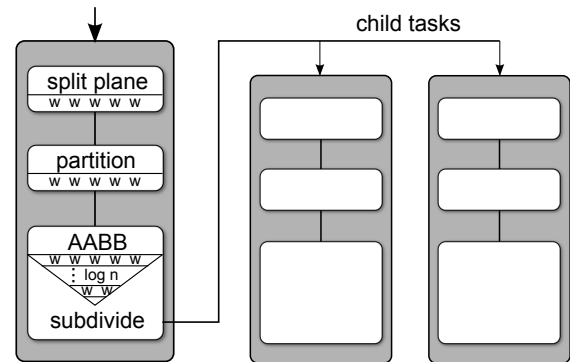 child tasks
split plane
w w w w w
partition
w w w w w
AABB
w w w w w
⋮ log n
w w
subdivide